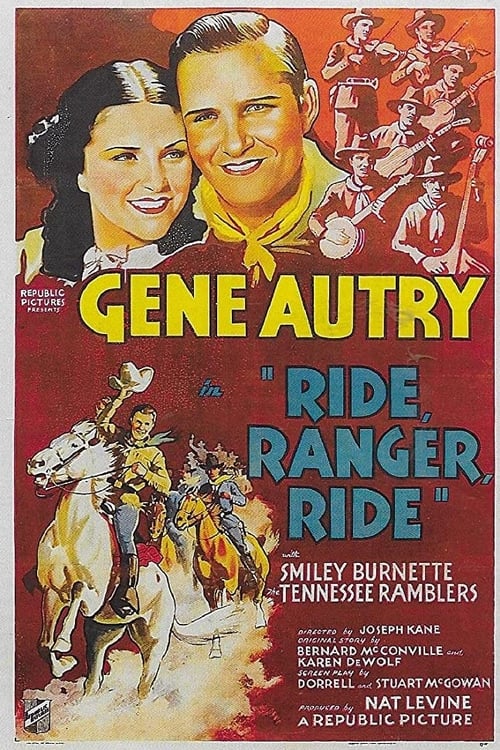 REPUBLIC
PICTURES
PRESENTS
GENE AUTRY
in "RIDE,
RANGER,
RIDE"
with
SMILEY BURNETTE
The TENNESSEE RAMBLERS
DIRECTED by JOSEPH KANE
ORIGINAL STORY by
BERNARD McCONVILLE and
KAREN DeWOLF
SCREEN PLAY by
DORRELL and STUART McGOWAN
PRODUCED by NAT LEVINE
A REPUBLIC PICTURE